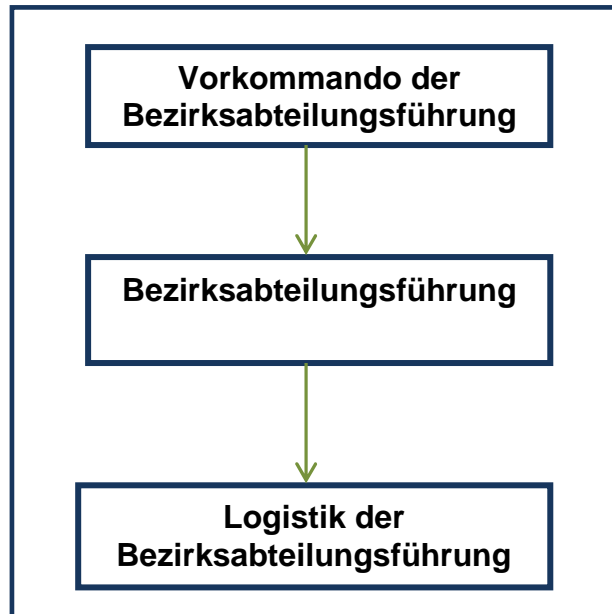 Vorkommando der
Bezirksabteilungsführung
Bezirksabteilungsführung
Logistik der
Bezirksabteilungsführung